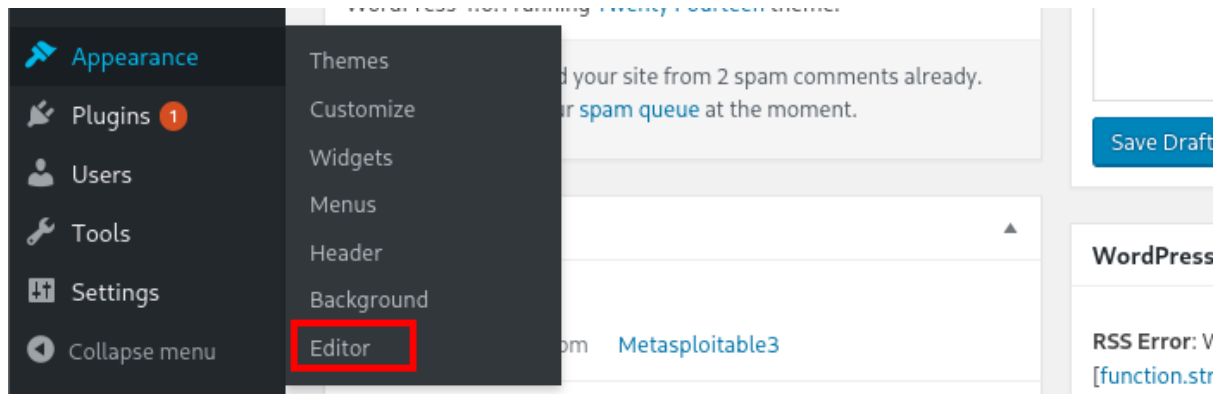 Appearance
Plugins 1
Users
Tools
Settings
Collapse menu
Themes
Customize
Widgets
Menus
Header
Background
Editor
running Twenty Fourteen theme.
your site from 2 spam comments already.
spam queue at the moment.
Metasploitable3
Save Draft
WordPress
RSS Error:
[function.str